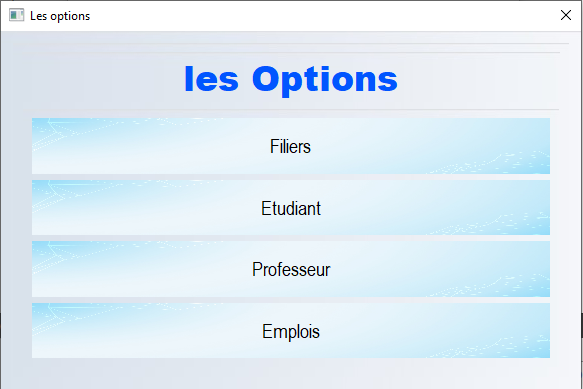 Les options
les Options
Filiers
Etudiant
Professeur
Emplois